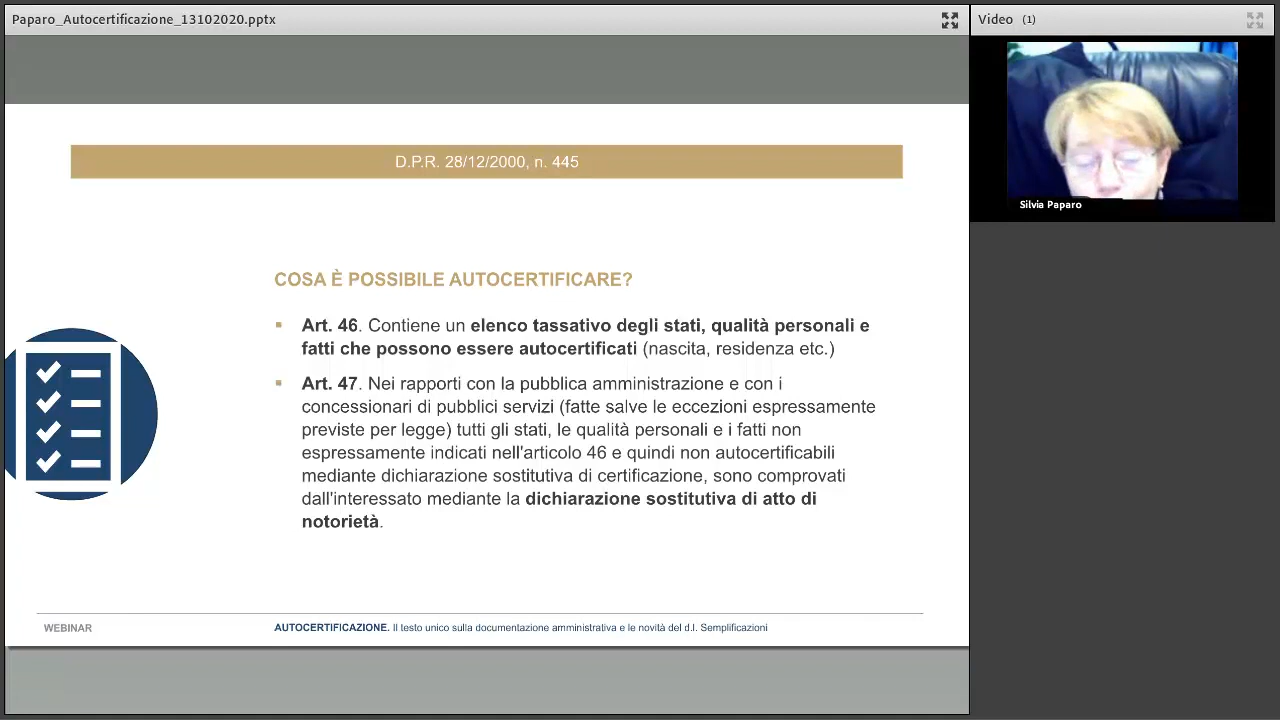 Paparo_Autocertificazione_13102020.pptx
Video (1)
Silvia Paparo
D.P.R. 28/12/2000, n. 445
COSA È POSSIBILE AUTOCERTIFICARE?
▪ Art. 46. Contiene un elenco tassativo degli stati, qualità personali e
fatti che possono essere autocertificati (nascita, residenza etc.)
▪ Art. 47. Nei rapporti con la pubblica amministrazione e con i
concessionari di pubblici servizi (fatte salve le eccezioni espressamente
previste per legge) tutti gli stati, le qualità personali e i fatti non
espressamente indicati nell'articolo 46 e quindi non autocertificabili
mediante dichiarazione sostitutiva di certificazione, sono comprovati
dall'interessato mediante la dichiarazione sostitutiva di atto di
notorietà.
WEBINAR
AUTOCERTIFICAZIONE. Il testo unico sulla documentazione amministrativa e le novità del d.l. Semplificazioni